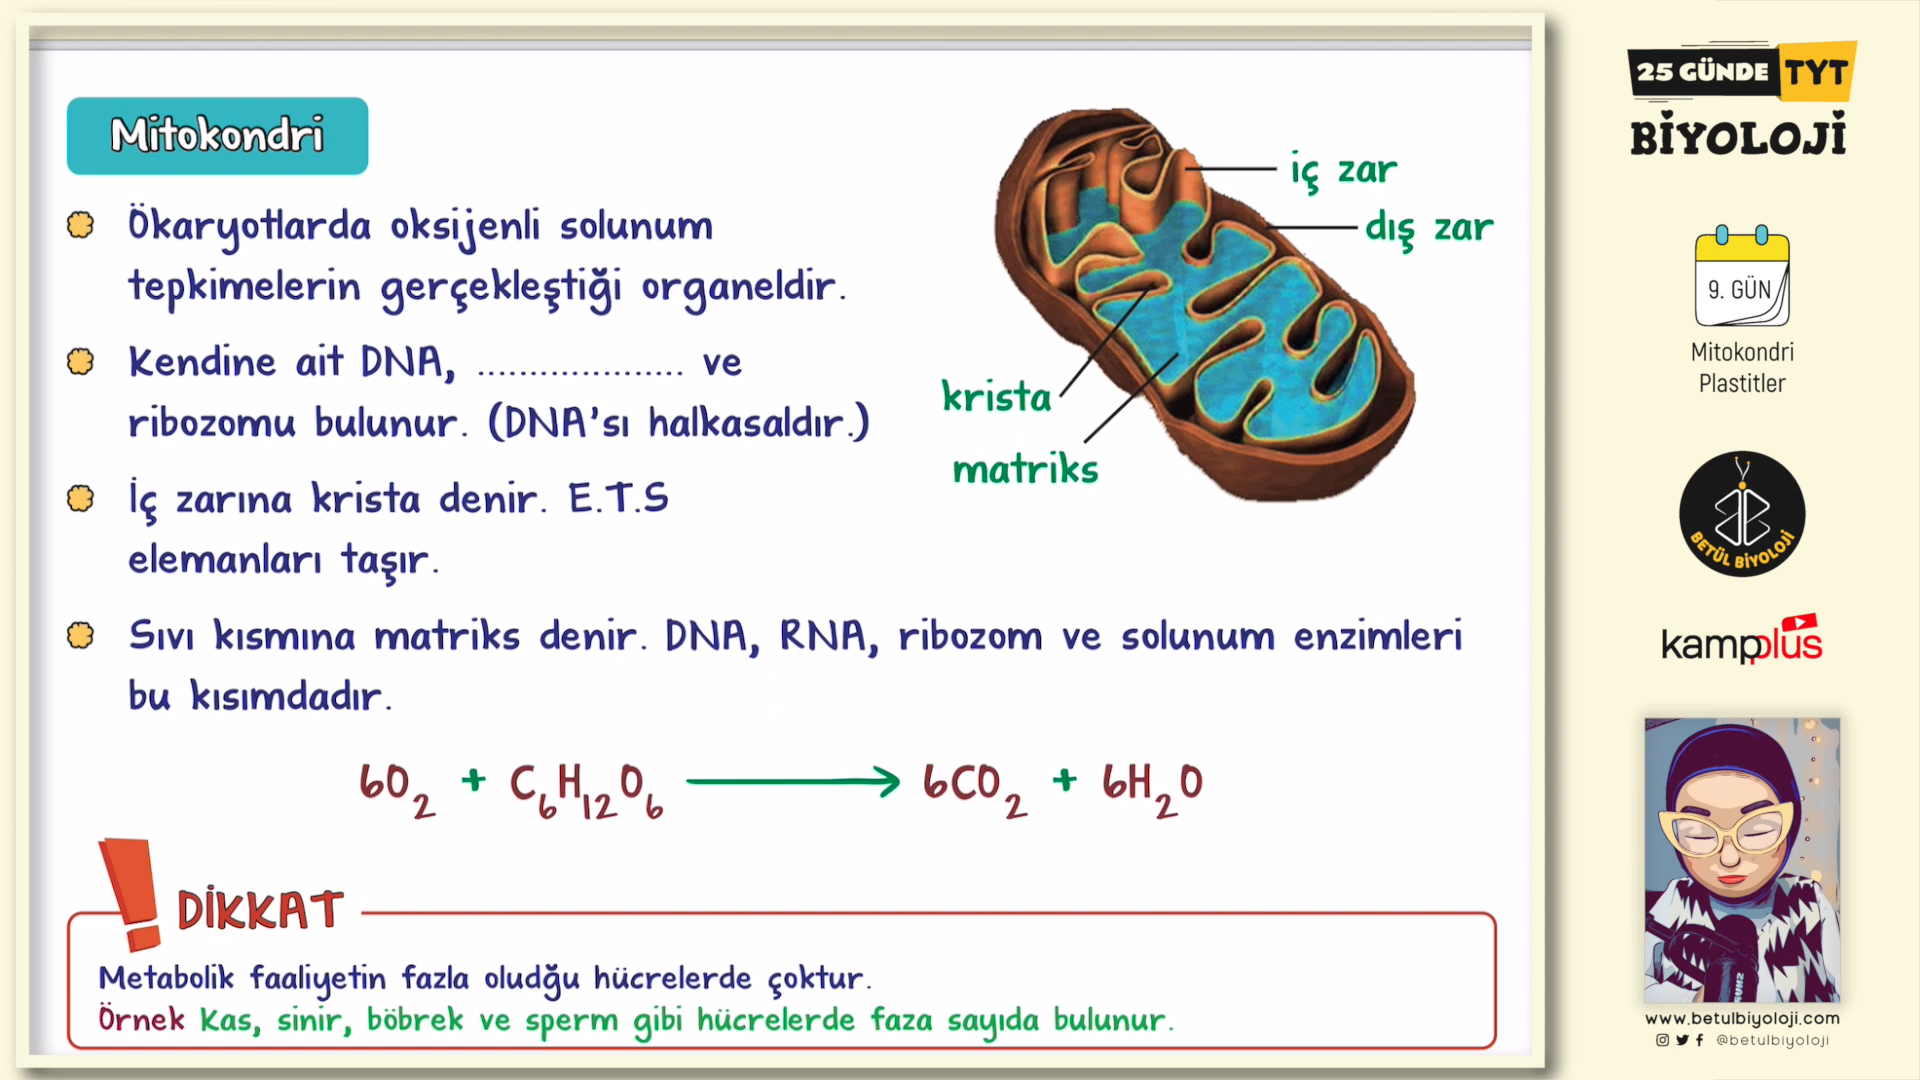 Mitokondri
Ökaryotlarda oksijenli solunum
tepkimelerin gerçekleştiği organeldir.
Kendine ait DNA, .................... ve
ribozomu bulunur. (DNA'sı halkasaldır.)
İç zarına krista denir. E.T.S
elemanları taşır.
Sıvı kısmına matriks denir. DNA, RNA, ribozom ve solunum enzimleri
bu kısımdadır.
iç zar
dış zar
krista
matriks
6O₂ + C₆H₁₂O₆ ⟶ 6CO₂ + 6H₂O
DİKKAT
Metabolik faaliyetin fazla oludğu hücrelerde çoktur.
Örnek Kas, sinir, böbrek ve sperm gibi hücrelerde faza sayıda bulunur.
25 GÜNDE TYT
BİYOLOJİ
9. GÜN
Mitokondri
Plastitler
BETÜL BİYOLOJİ
kampplus
www.betulbiyoloji.com
@betulbiyoloji